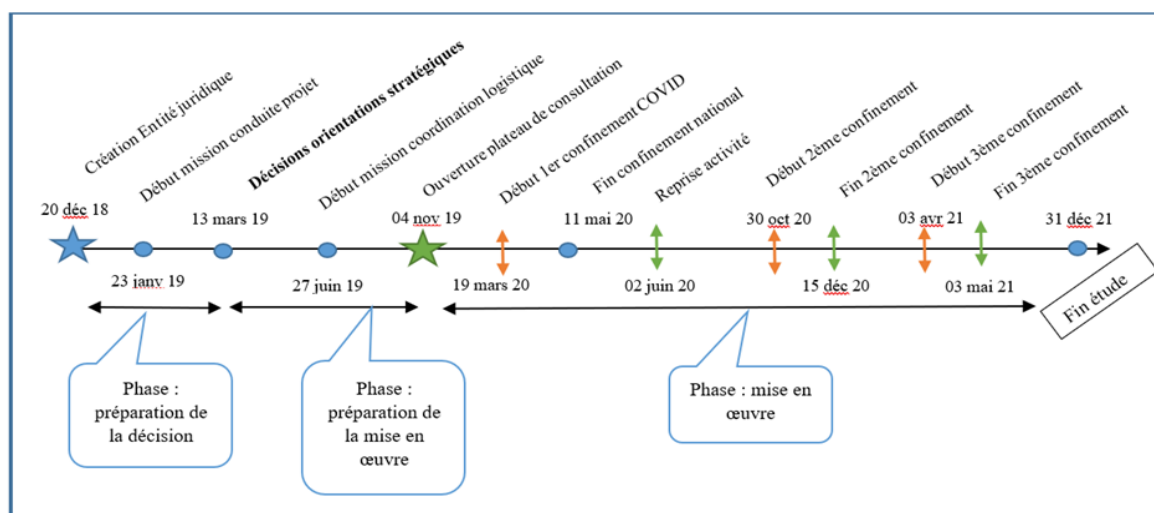 Création Entité juridique
Début mission conduite projet
Décisions orientations stratégiques
Début mission coordination logistique
Ouverture plateau de consultation
Début 1er confinement COVID
Fin confinement national
Reprise activité
Début 2ème confinement
Fin 2ème confinement
Début 3ème confinement
Fin 3ème confinement
20 déc 18
13 mars 19
04 nov 19
11 mai 20
30 oct 20
03 avr 21
31 déc 21
23 janv 19
27 juin 19
19 mars 20
02 juin 20
15 déc 20
03 mai 21
Fin étude
Phase :
préparation de
la décision
Phase :
préparation de
la mise en
œuvre
Phase : mise en
œuvre